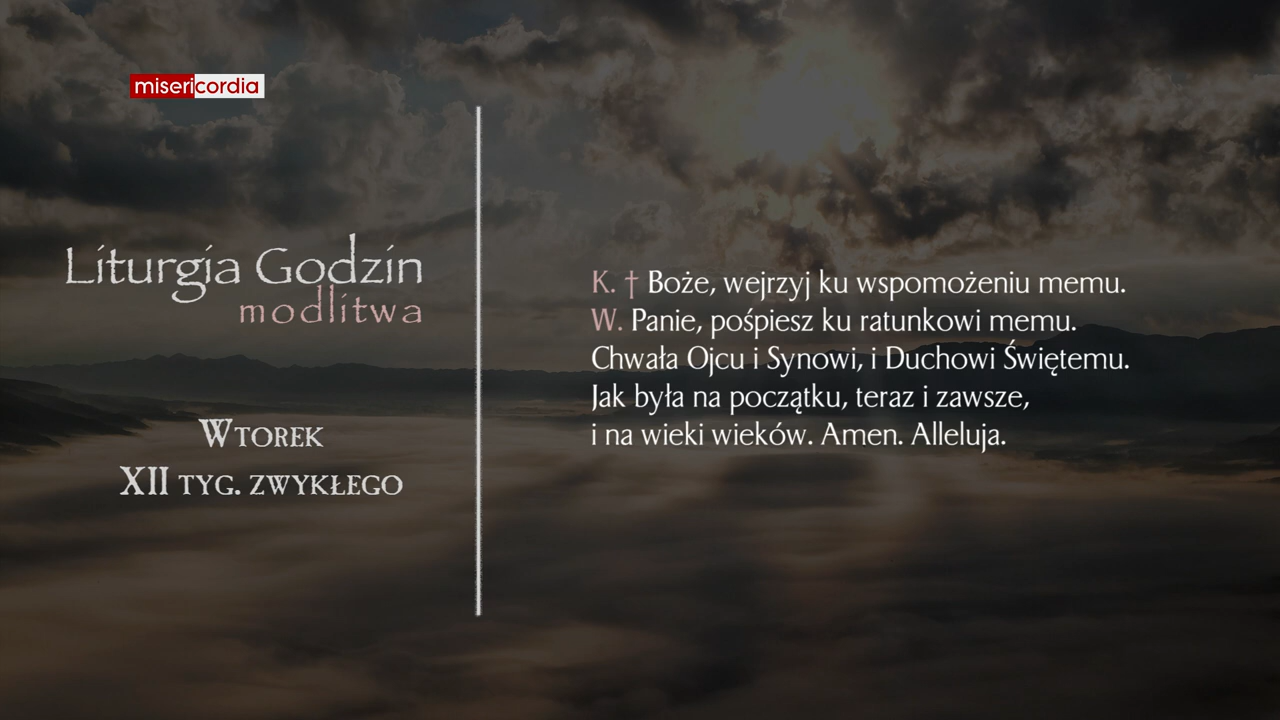 misericordia
Liturgia Godzin
modlitwa
Wtorek
XII tyg. zwykłego
K. † Boże, wejrzyj ku wspomożeniu memu.
W. Panie, pośpiesz ku ratunkowi memu.
Chwała Ojcu i Synowi, i Duchowi Świętemu.
Jak była na początku, teraz i zawsze,
i na wieki wieków. Amen. Alleluja.